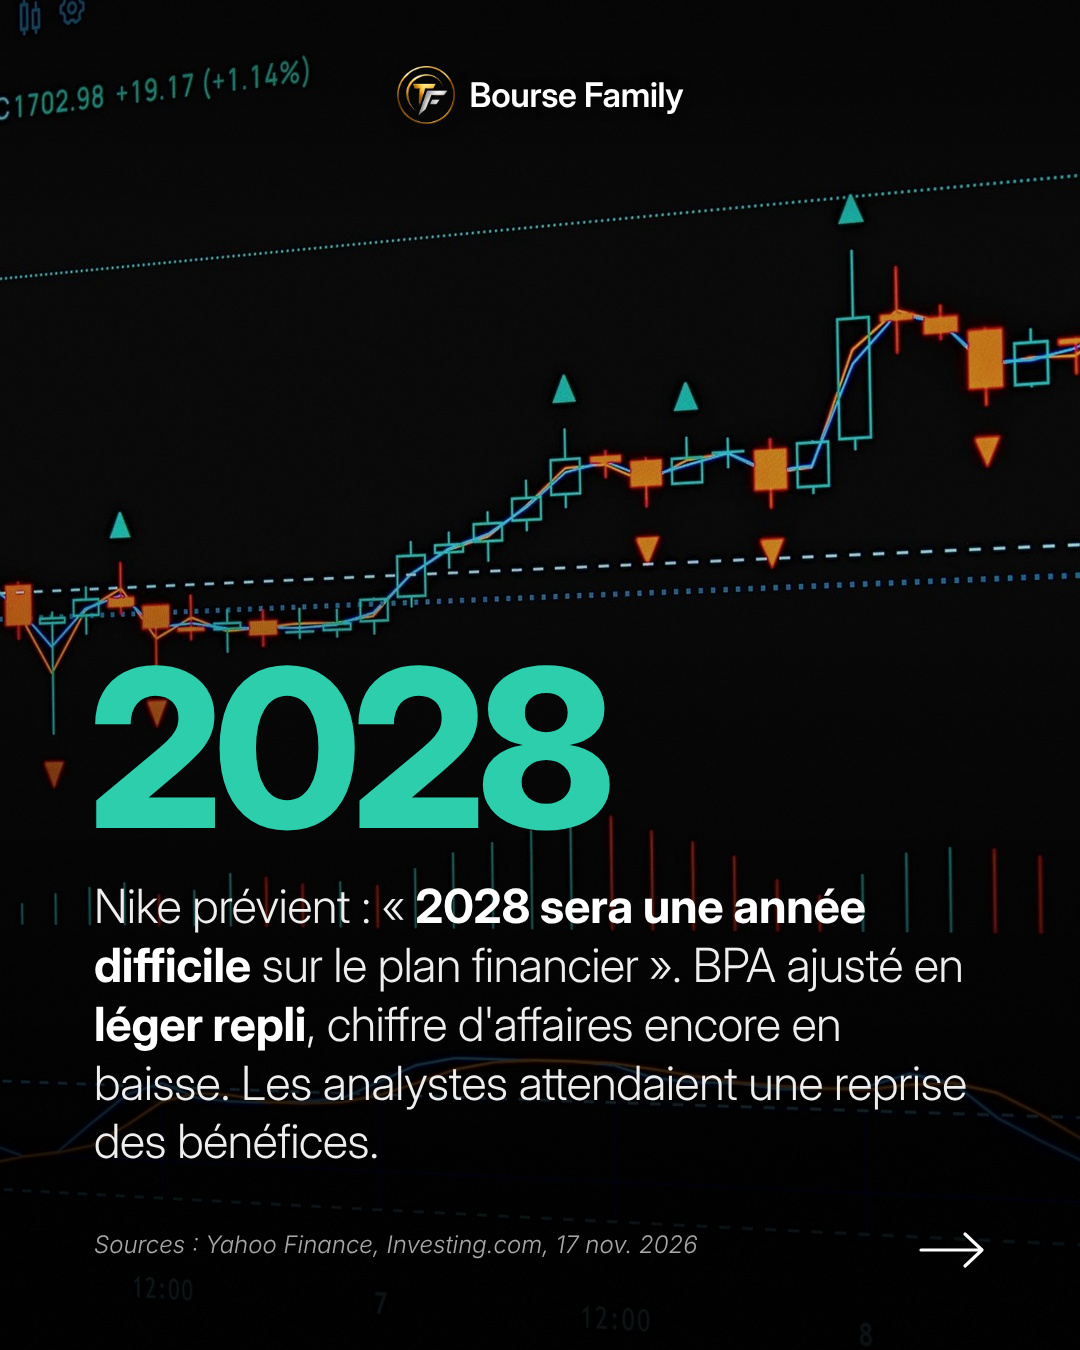 C1702.98 +19.17 (+1.14%)
Bourse Family
2028
Nike prévient : « 2028 sera une année
difficile sur le plan financier ». BPA ajusté en
léger repli, chiffre d'affaires encore en
baisse. Les analystes attendaient une reprise
des bénéfices.
Sources : Yahoo Finance, Investing.com, 17 nov. 2026
12:00
7
12:00
8